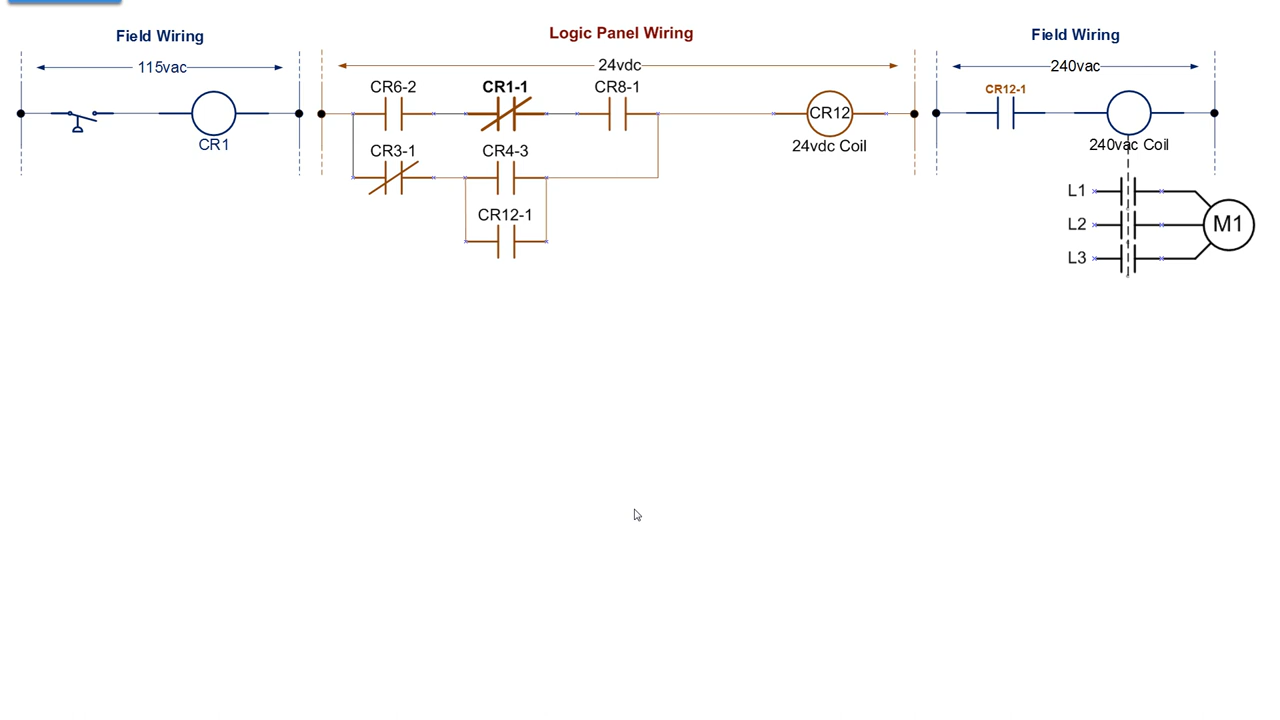 Field Wiring
Logic Panel Wiring
Field Wiring
115vac
24vdc
240vac
CR6-2
CR1-1
CR8-1
CR12-1
CR12
CR1
24vdc Coil
240vac Coil
CR3-1
CR4-3
CR12-1
L1
L2
L3
M1